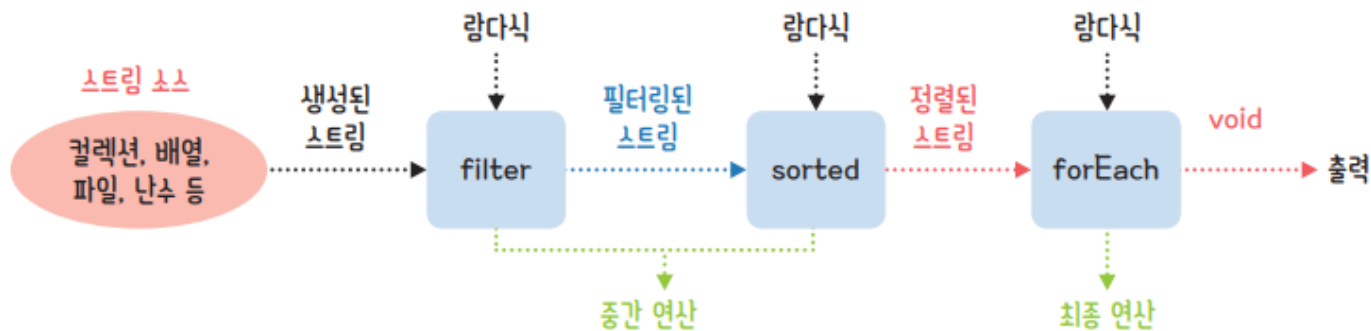 람다식
람다식
람다식
스트림 소스
컬렉션, 배열,
파일, 난수 등
생성된
스트림
filter
필터링된
스트림
sorted
정렬된
스트림
forEach
void
출력
중간 연산
최종 연산